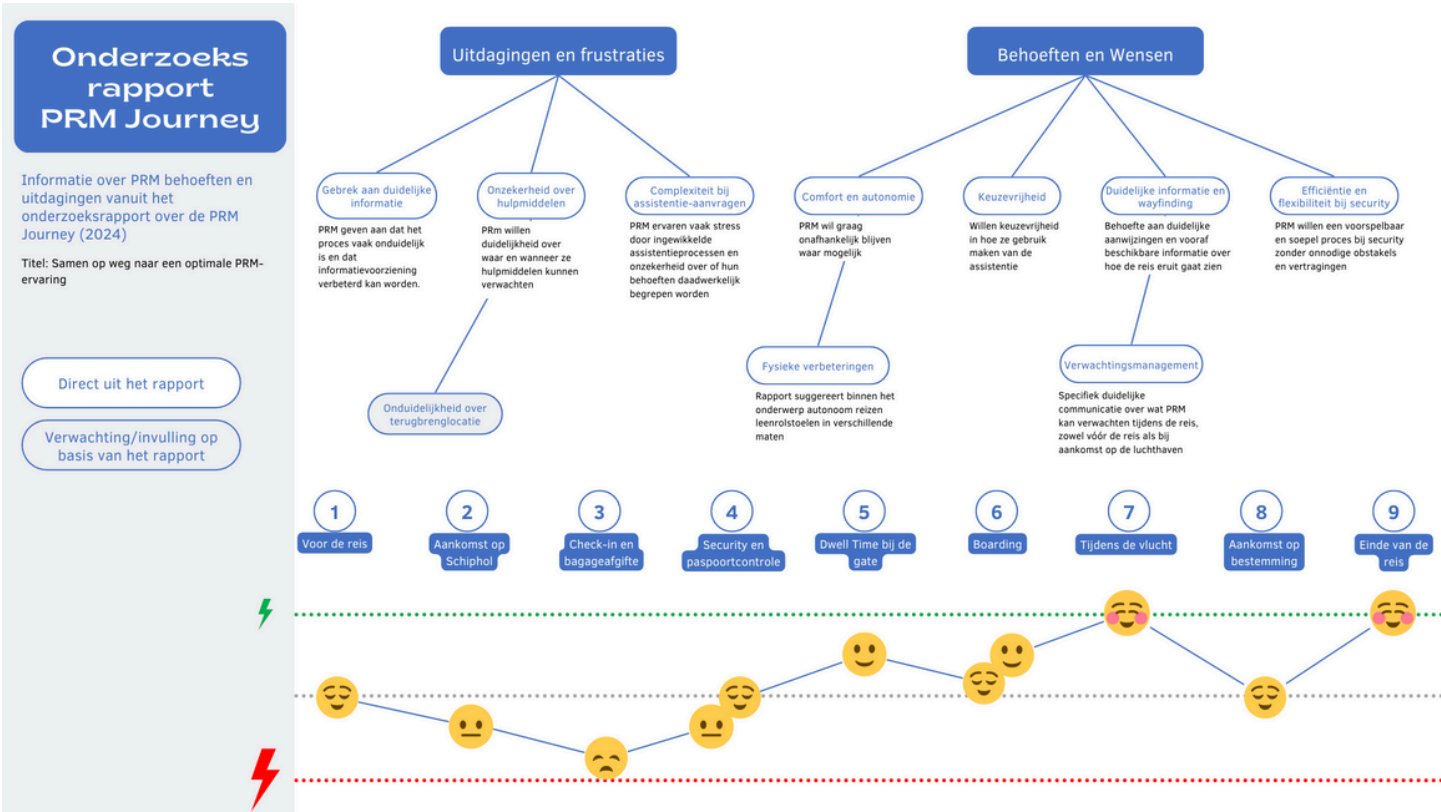 Onderzoeks
rapport
PRM Journey
Informatie over PRM behoeften en
uitdagingen vanuit het
onderzoeksrapport over de PRM
Journey (2024)
Titel: Samen op weg naar een optimale PRM-
ervaring
Direct uit het rapport
Verwachting/invulling op
basis van het rapport
Uitdagingen en frustraties
Gebrek aan duidelijke
informatie
PRM geven aan dat het
proces vaak onduidelijk
is en dat
informatievoorziening
verbeterd kan worden.
Onzekerheid over
hulpmiddelen
PRm willen
duidelijkheid over
waar en wanneer ze
hulpmiddelen kunnen
verwachten
Complexiteit bij
assistentie-aanvragen
PRM ervaren vaak stress
door ingewikkelde
assistentieprocessen en
onzekerheid over of hun
behoeften daadwerkelijk
begrepen worden
Onduidelijkheid over
terugbrenglocatie
Behoeften en Wensen
Comfort en autonomie
PRM wil graag
onafhankelijk blijven
waar mogelijk
Keuzevrijheid
Willen keuzevrijheid
in hoe ze gebruik
maken van de
assistentie
Duidelijke informatie en
wayfinding
Behoefte aan duidelijke
aanwijzingen en vooraf
beschikbare informatie over
hoe de reis eruit gaat zien
Efficiëntie en
flexibiliteit bij security
PRM willen een voorspelbaar
en soepel proces bij security
zonder onnodige obstakels
en vertragingen
Fysieke verbeteringen
Rapport suggereert binnen het
onderwerp autonoom reizen
leenrolstoelen in verschillende
maten
Verwachtingsmanagement
Specifiek duidelijke
communicatie over wat PRM
kan verwachten tijdens de reis,
zowel vóór de reis als bij
aankomst op de luchthaven
1
Voor de reis
2
Aankomst op
Schiphol
3
Check-in en
bagageafgifte
4
Security en
paspoortcontrole
5
Dwell Time bij de
gate
6
Boarding
7
Tijdens de vlucht
8
Aankomst op
bestemming
9
Einde van de
reis